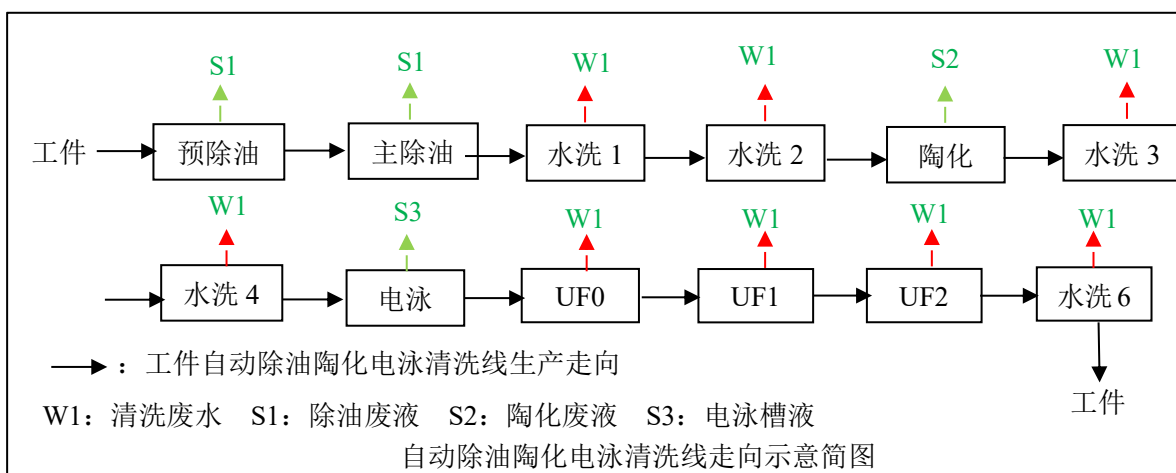 S1 S1 W1 W1 S2 W1
工件 预除油 主除油 水洗 1 水洗 2 陶化 水洗 3
W1 S3 W1 W1 W1 W1
水洗 4 电泳 UF0 UF1 UF2 水洗 6
：工件自动除油陶化电泳清洗线生产走向
工件
W1：清洗废水 S1：除油废液 S2：陶化废液 S3：电泳槽液
自动除油陶化电泳清洗线走向示意简图